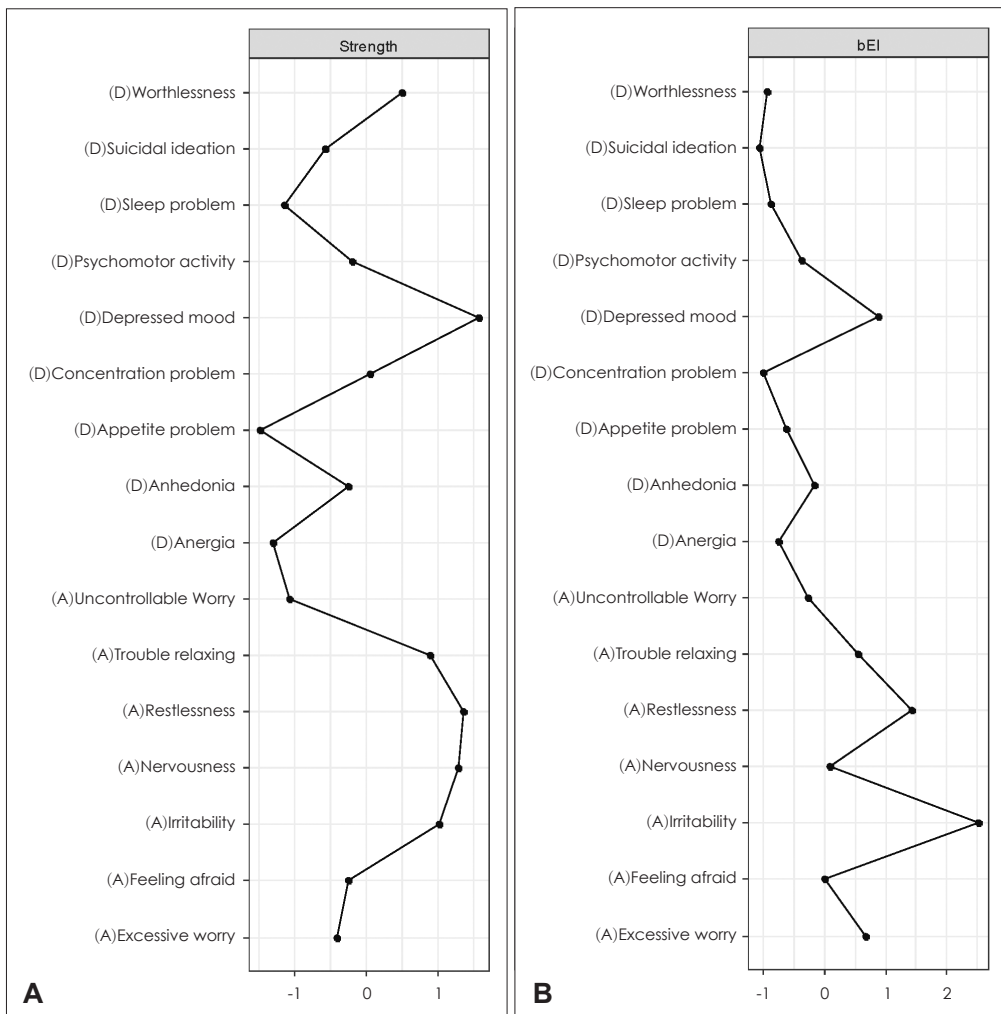 Strength
(D)Worthlessness
(D)Suicidal ideation
(D)Sleep problem
(D)Psychomotor activity
(D)Depressed mood
(D)Concentration problem
(D)Appetite problem
(D)Anhedonia
(D)Anergia
(A)Uncontrollable Worry
(A)Trouble relaxing
(A)Restlessness
(A)Nervousness
(A)Irritability
(A)Feeling afraid
(A)Excessive worry
-1 0 1
A
bEI
(D)Worthlessness
(D)Suicidal ideation
(D)Sleep problem
(D)Psychomotor activity
(D)Depressed mood
(D)Concentration problem
(D)Appetite problem
(D)Anhedonia
(D)Anergia
(A)Uncontrollable Worry
(A)Trouble relaxing
(A)Restlessness
(A)Nervousness
(A)Irritability
(A)Feeling afraid
(A)Excessive worry
-1 0 1 2
B